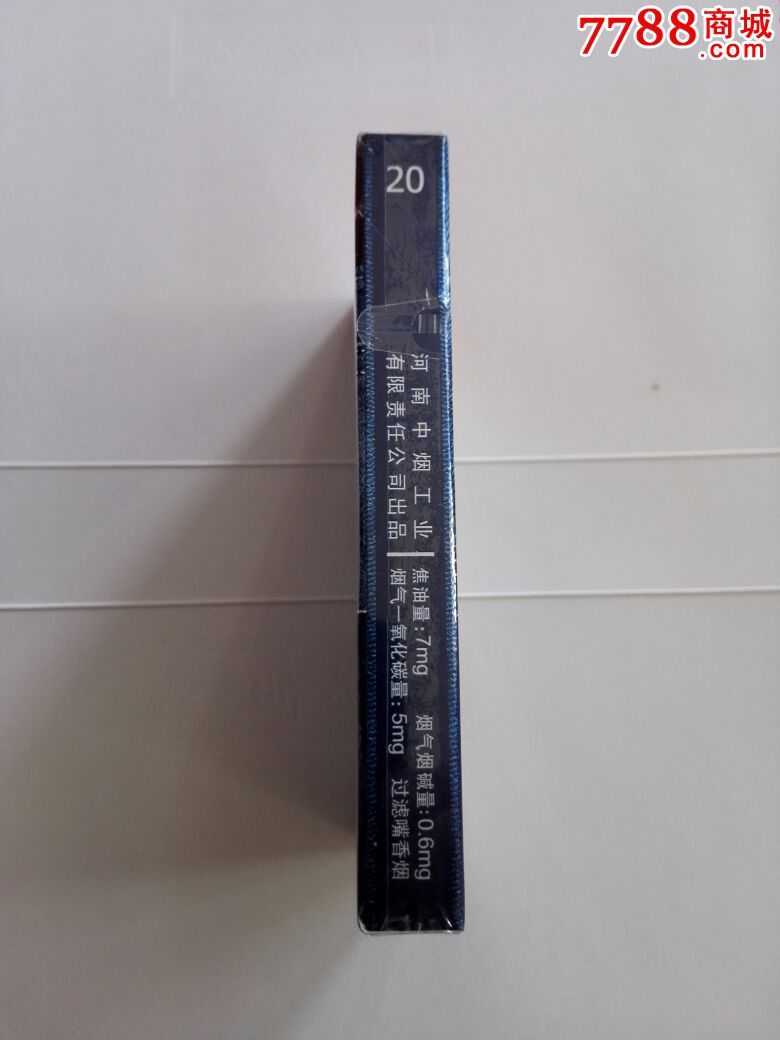 7788商城
.com
20
河南中烟工业
有限责任公司出品
焦油量:7mg 烟气烟碱量:0.6mg
烟气一氧化碳量:5mg 过滤嘴香烟